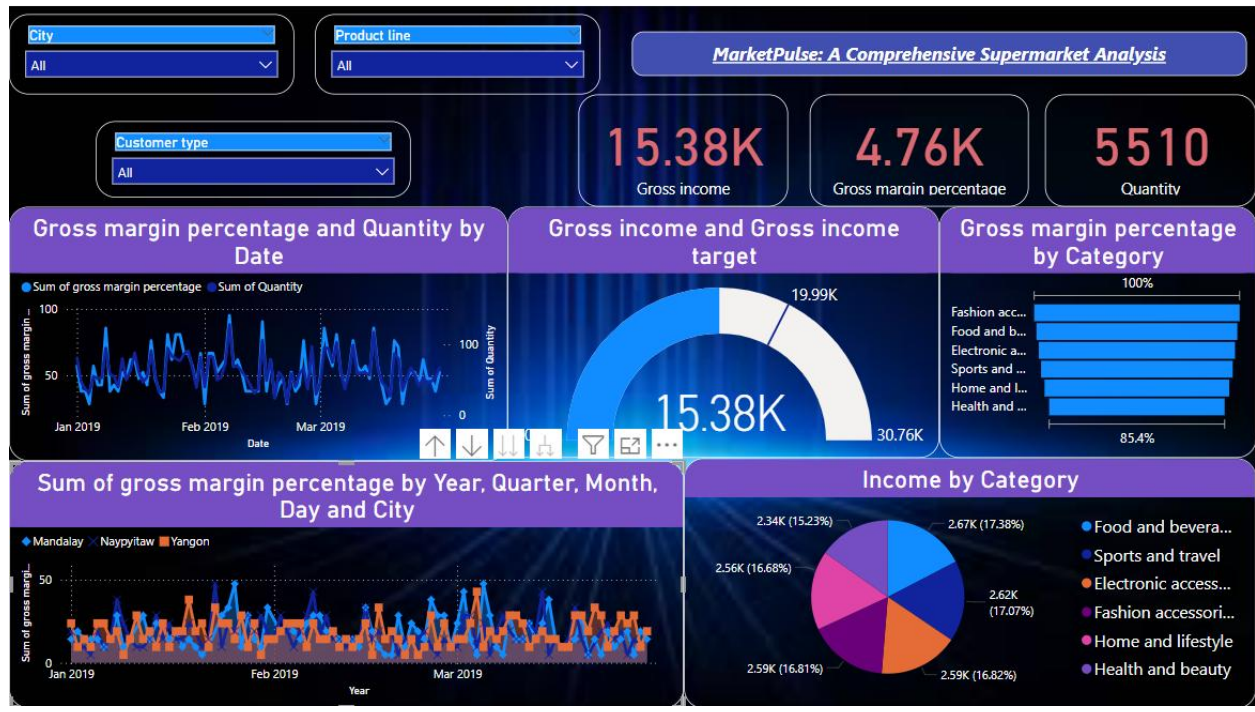 City
All
Product line
All
MarketPulse: A Comprehensive Supermarket Analysis
Customer type
All
15.38K
Gross income
4.76K
Gross margin percentage
5510
Quantity
Gross margin percentage and Quantity by
Date
Sum of gross margin percentage Sum of Quantity
Sum of gross margin ...
100
50
100
0
Sum of Quantity
Jan 2019 Feb 2019 Mar 2019
Date
Gross income and Gross income
target
19.99K
15.38K
30.76K
Gross margin percentage
by Category
100%
Fashion acc...
Food and b...
Electronic a...
Sports and ...
Home and l...
Health and ...
85.4%
Sum of gross margin percentage by Year, Quarter, Month,
Day and City
Mandalay Naypyitaw Yangon
Sum of gross margi...
50
0
Jan 2019 Feb 2019 Mar 2019
Year
Income by Category
2.34K (15.23%)
2.67K (17.38%)
2.56K (16.68%)
2.62K
(17.07%)
2.59K (16.81%)
2.59K (16.82%)
Food and bevera...
Sports and travel
Electronic access...
Fashion accessori...
Home and lifestyle
Health and beauty